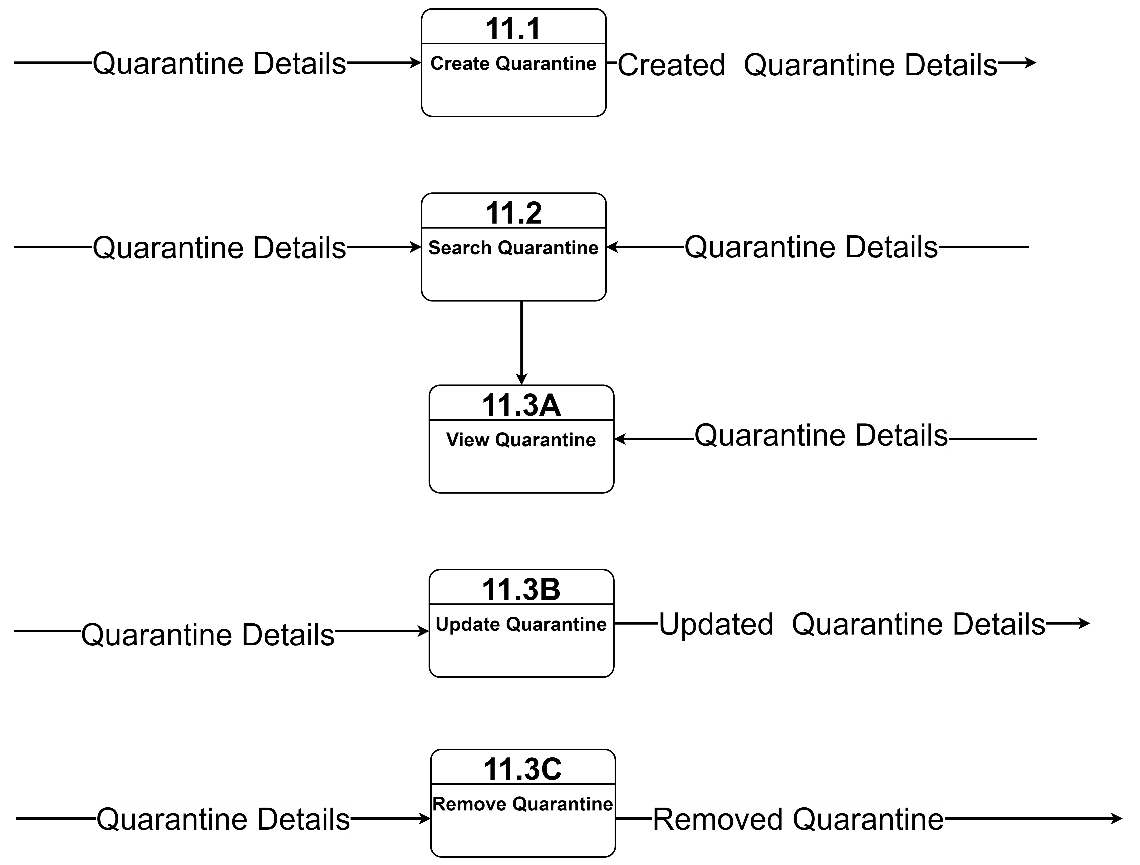 11.1
Quarantine Details
Create Quarantine
Created  Quarantine Details
11.2
Quarantine Details
Search Quarantine
Quarantine Details
11.3A
View Quarantine
Quarantine Details
11.3B
Quarantine Details
Update Quarantine
Updated  Quarantine Details
11.3C
Quarantine Details
Remove Quarantine
Removed Quarantine